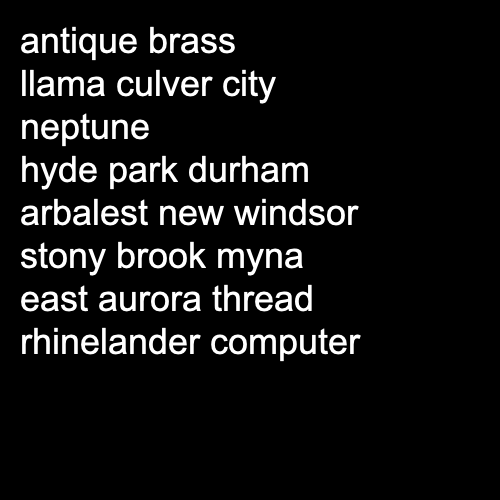 antique brass
llama culver city
neptune
hyde park durham
arbalest new windsor
stony brook myna
east aurora thread
rhinelander computer